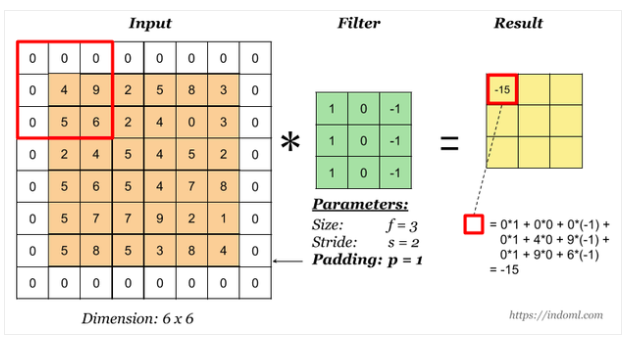 Input Filter Result
0 0 0 0 0 0 0 0
0 4 9 2 5 8 3 0
0 5 6 2 4 0 3 0
0 2 4 5 4 5 2 0
0 5 6 5 4 7 8 0
0 5 7 7 9 2 1 0
0 5 8 5 3 8 4 0
0 0 0 0 0 0 0 0
Dimension: 6 x 6
*
1 0 -1
1 0 -1
1 0 -1
Parameters:
Size: f = 3
Stride: s = 2
Padding: p = 1
=
-15
= 0*1 + 0*0 + 0*(-1) +
0*1 + 4*0 + 9*(-1) +
0*1 + 9*0 + 6*(-1)
= -15
https://indoml.com